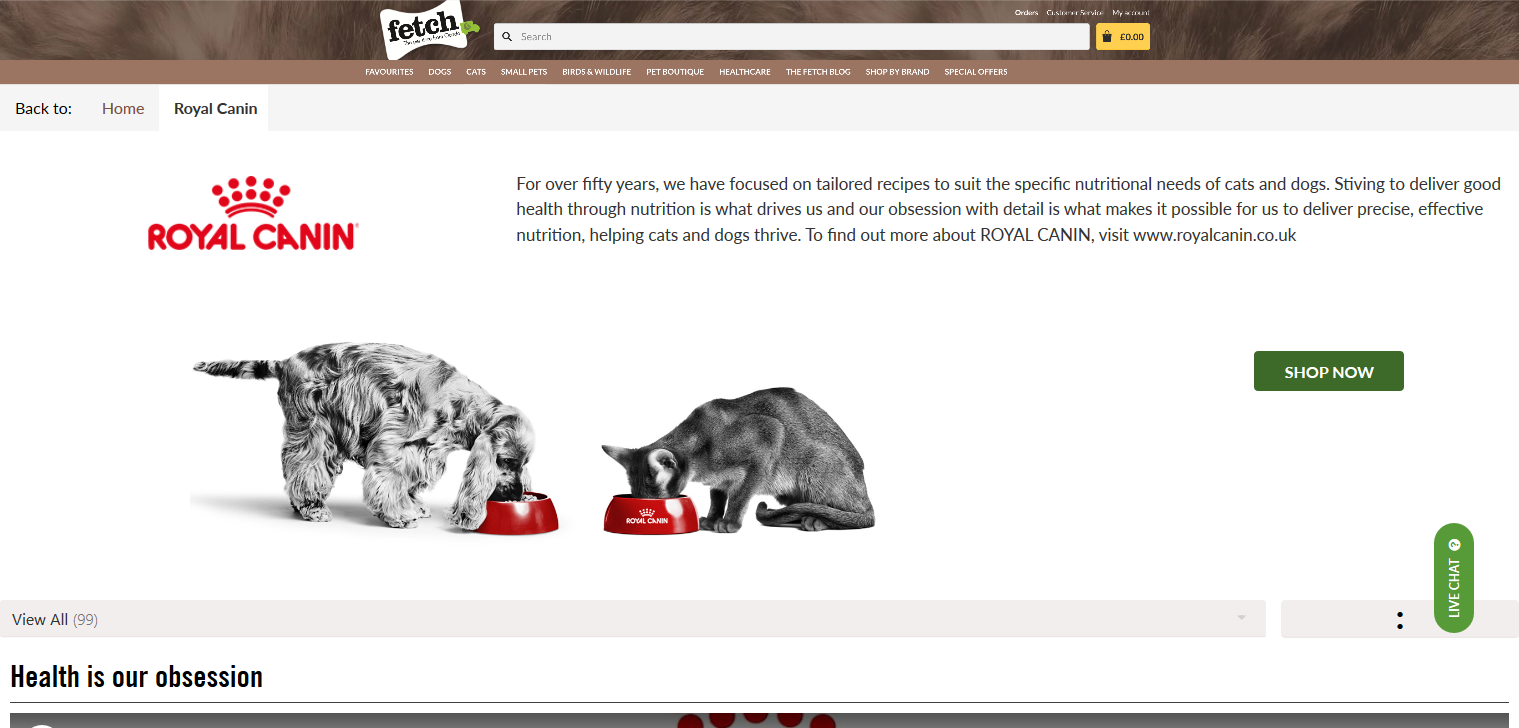 Orders Customer Service My account
fetch
Search
£0.00
FAVOURITES DOGS CATS SMALL PETS BIRDS & WILDLIFE PET BOUTIQUE HEALTHCARE THE FETCH BLOG SHOP BY BRAND SPECIAL OFFERS
Back to: Home Royal Canin
ROYAL CANIN
For over fifty years, we have focused on tailored recipes to suit the specific nutritional needs of cats and dogs. Stiving to deliver good
health through nutrition is what drives us and our obsession with detail is what makes it possible for us to deliver precise, effective
nutrition, helping cats and dogs thrive. To find out more about ROYAL CANIN, visit www.royalcanin.co.uk
SHOP NOW
ROYAL CANIN
LIVE CHAT ?
View All (99)
:
Health is our obsession